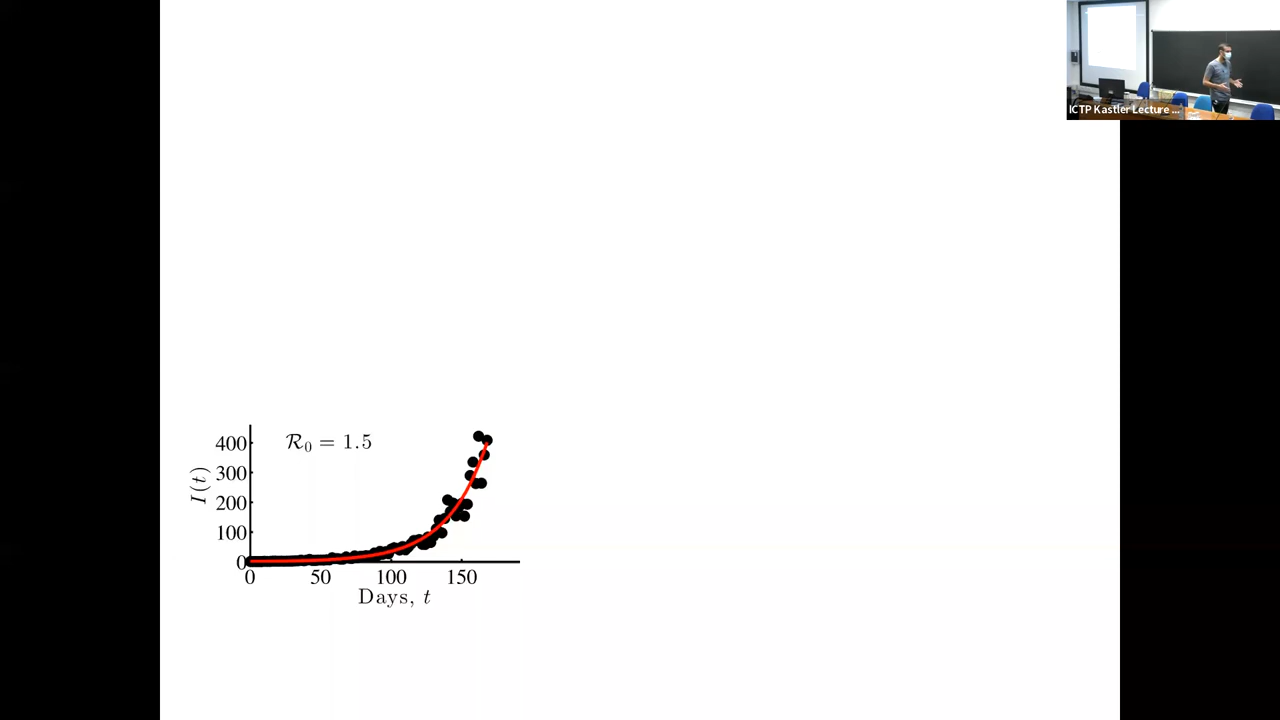 ICTP Kastler Lecture ...
R₀ = 1.5
I(t)
400
300
200
100
0
0 50 100 150
Days, t